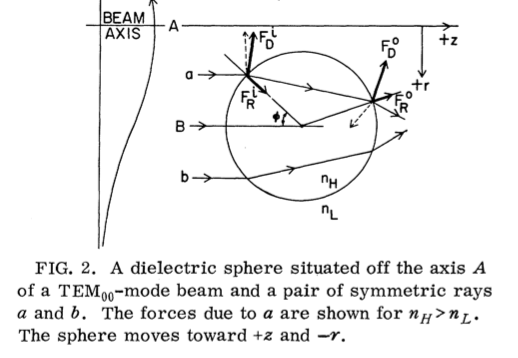 BEAM
AXIS
A
+z
+r
F_D^i
F_D^o
a
F_R^i
F_R^o
B
ϕ
b
n_H
n_L
FIG. 2. A dielectric sphere situated off the axis A
of a TEM₀₀-mode beam and a pair of symmetric rays
a and b. The forces due to a are shown for n_H > n_L.
The sphere moves toward +z and −r.